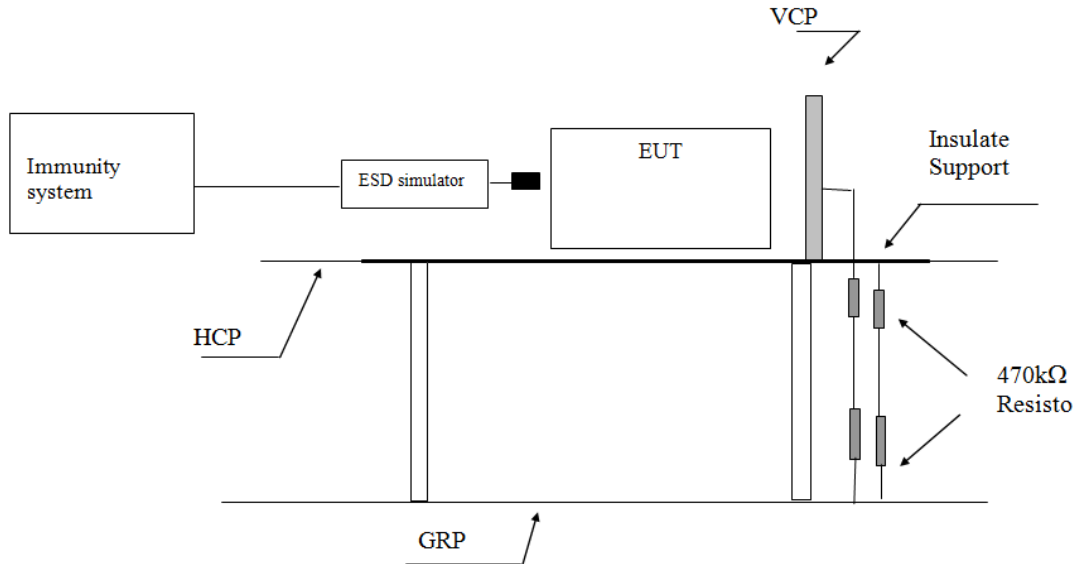 VCP
Immunity
system
ESD simulator
EUT
Insulate
Support
HCP
470kΩ
Resisto
GRP